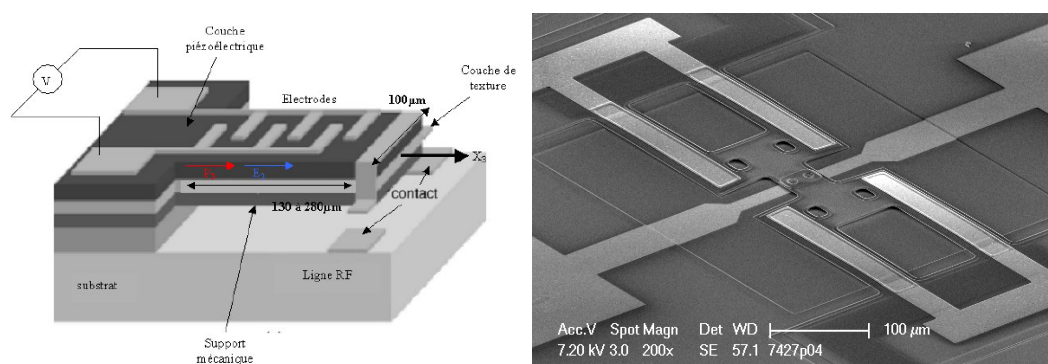 Couche
piézoélectrique
V
Electrodes
Couche de
texture
100µm
X₃
contact
130 à 280µm
Ligne RF
substrat
Support
mécanique
Acc.V Spot Magn Det WD 100 µm
7.20 kV 3.0 200x SE 57.1 7427p04